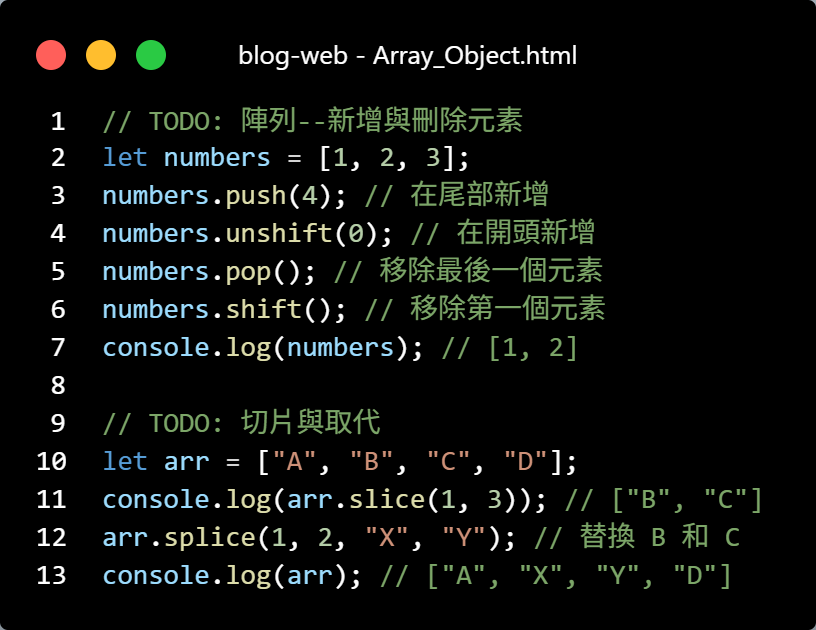 blog-web - Array_Object.html
1 // TODO: 陣列--新增與刪除元素
2 let numbers = [1, 2, 3];
3 numbers.push(4); // 在尾部新增
4 numbers.unshift(0); // 在開頭新增
5 numbers.pop(); // 移除最後一個元素
6 numbers.shift(); // 移除第一個元素
7 console.log(numbers); // [1, 2]
8
9 // TODO: 切片與取代
10 let arr = ["A", "B", "C", "D"];
11 console.log(arr.slice(1, 3)); // ["B", "C"]
12 arr.splice(1, 2, "X", "Y"); // 替換 B 和 C
13 console.log(arr); // ["A", "X", "Y", "D"]